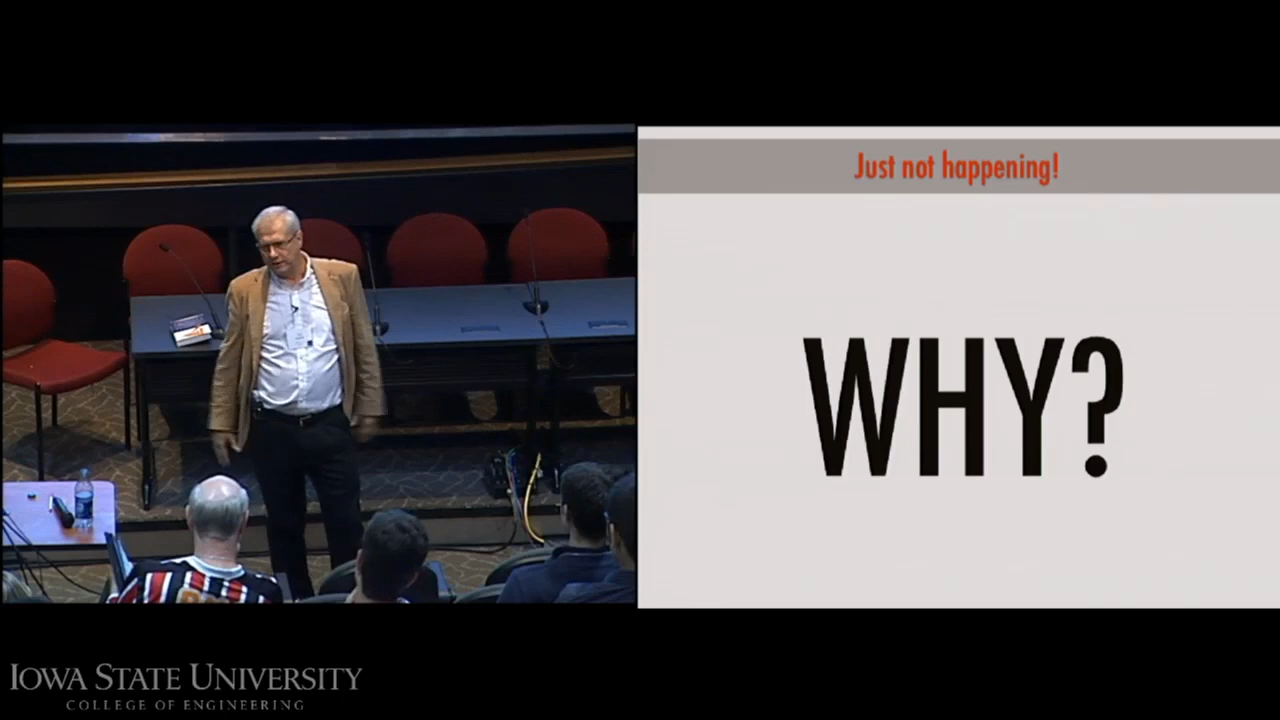 Just not happening!
WHY?
IOWA STATE UNIVERSITY
COLLEGE OF ENGINEERING